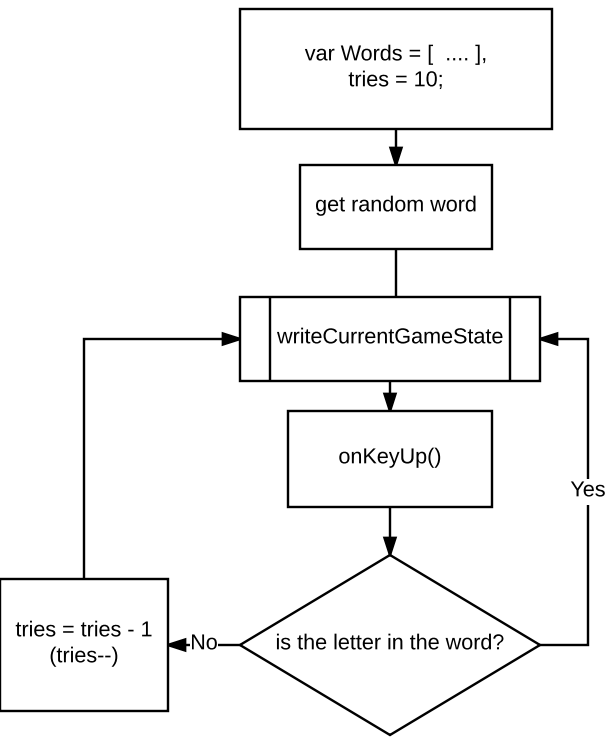 var Words = [  .... ],
tries = 10;
get random word
writeCurrentGameState
onKeyUp()
Yes
is the letter in the word?
No
tries = tries - 1
(tries--)